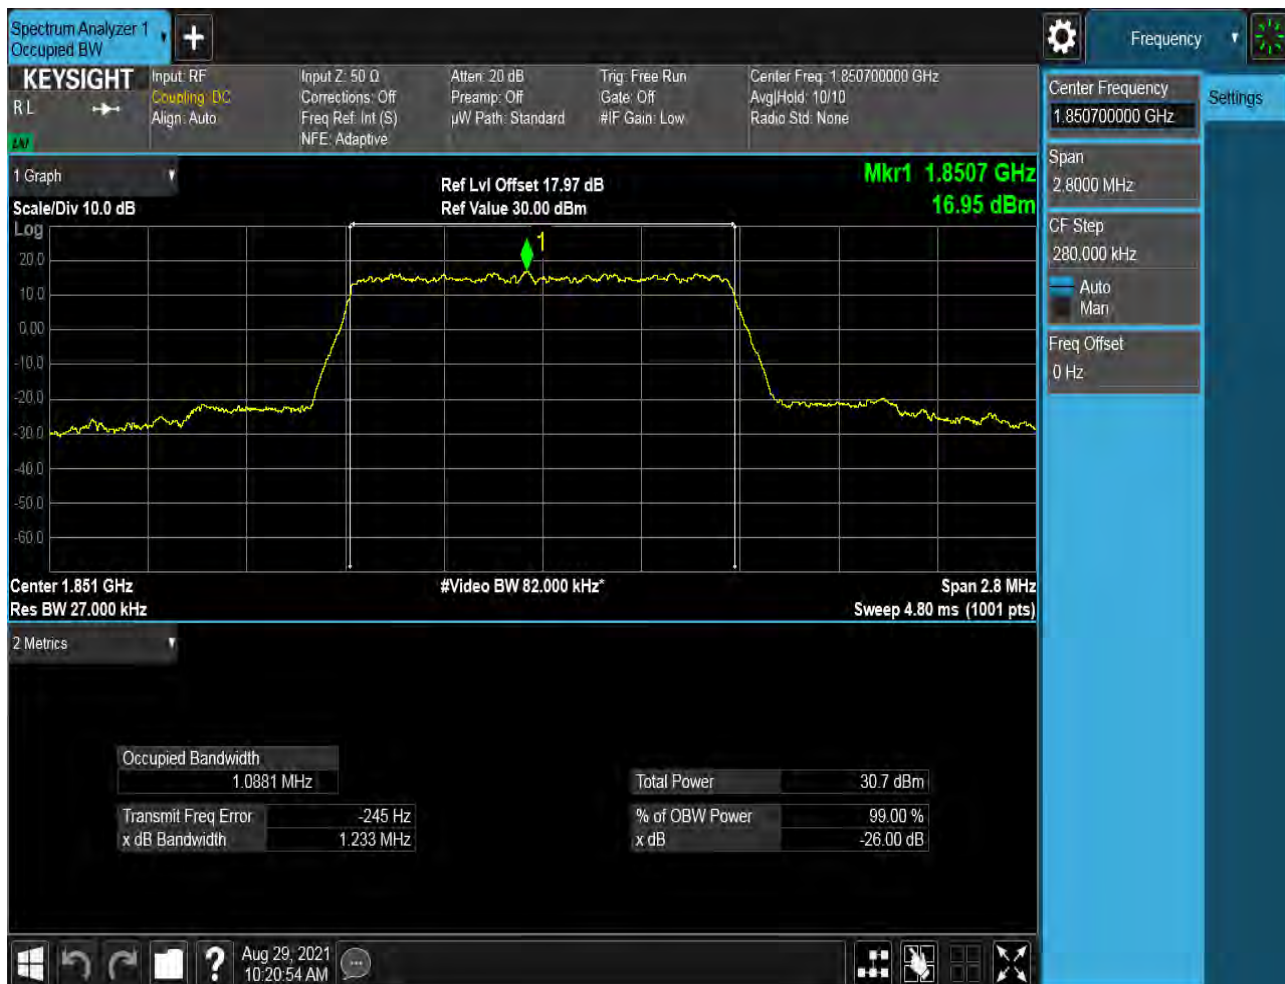 Spectrum Analyzer 1
Occupied BW
Frequency
KEYSIGHT
R L
LNI
Input: RF
Coupling: DC
Align: Auto
Input Z: 50 Ω
Corrections: Off
Freq Ref: Int (S)
NFE: Adaptive
Atten: 20 dB
Preamp: Off
µW Path: Standard
Trig: Free Run
Gate: Off
#IF Gain: Low
Center Freq: 1.850700000 GHz
Avg|Hold: 10/10
Radio Std: None
Center Frequency
1.850700000 GHz
Settings
Span
2.8000 MHz
CF Step
280.000 kHz
Auto
Man
Freq Offset
0 Hz
1 Graph
Scale/Div 10.0 dB
Ref Lvl Offset 17.97 dB
Ref Value 30.00 dBm
Mkr1 1.8507 GHz
16.95 dBm
Log
1
20.0
10.0
0.00
-10.0
-20.0
-30.0
-40.0
-50.0
-60.0
Center 1.851 GHz
#Video BW 82.000 kHz*
Span 2.8 MHz
Res BW 27.000 kHz
Sweep 4.80 ms (1001 pts)
2 Metrics
Occupied Bandwidth
1.0881 MHz
Total Power 30.7 dBm
Transmit Freq Error -245 Hz
% of OBW Power 99.00 %
x dB Bandwidth 1.233 MHz
x dB -26.00 dB
?
Aug 29, 2021
10:20:54 AM